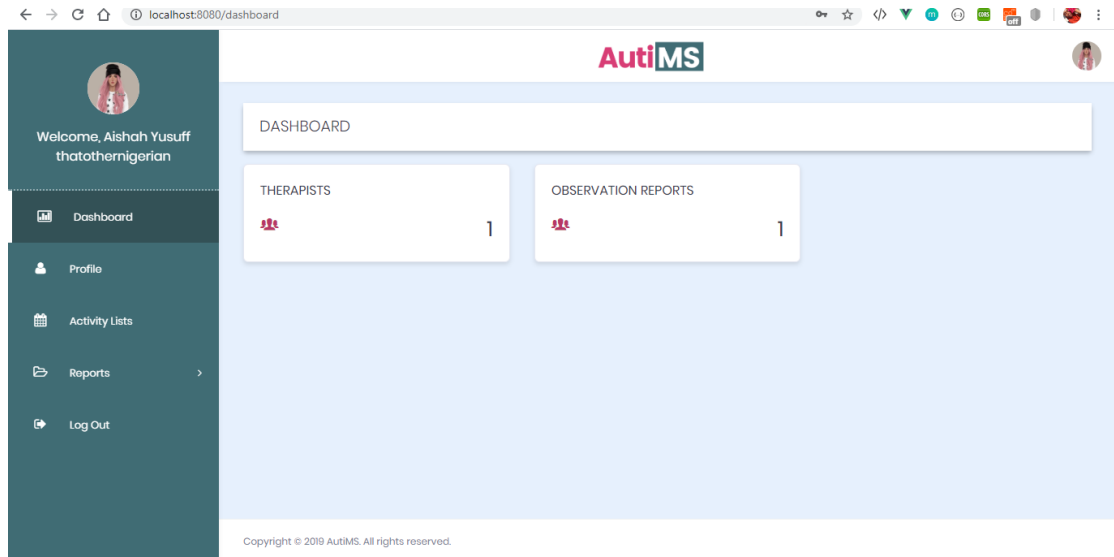 localhost:8080/dashboard
off
AutiMS
Welcome, Aishah Yusuff
thatothernigerian
Dashboard
Profile
Activity Lists
Reports
Log Out
DASHBOARD
THERAPISTS
1
OBSERVATION REPORTS
1
Copyright © 2019 AutiMS. All rights reserved.